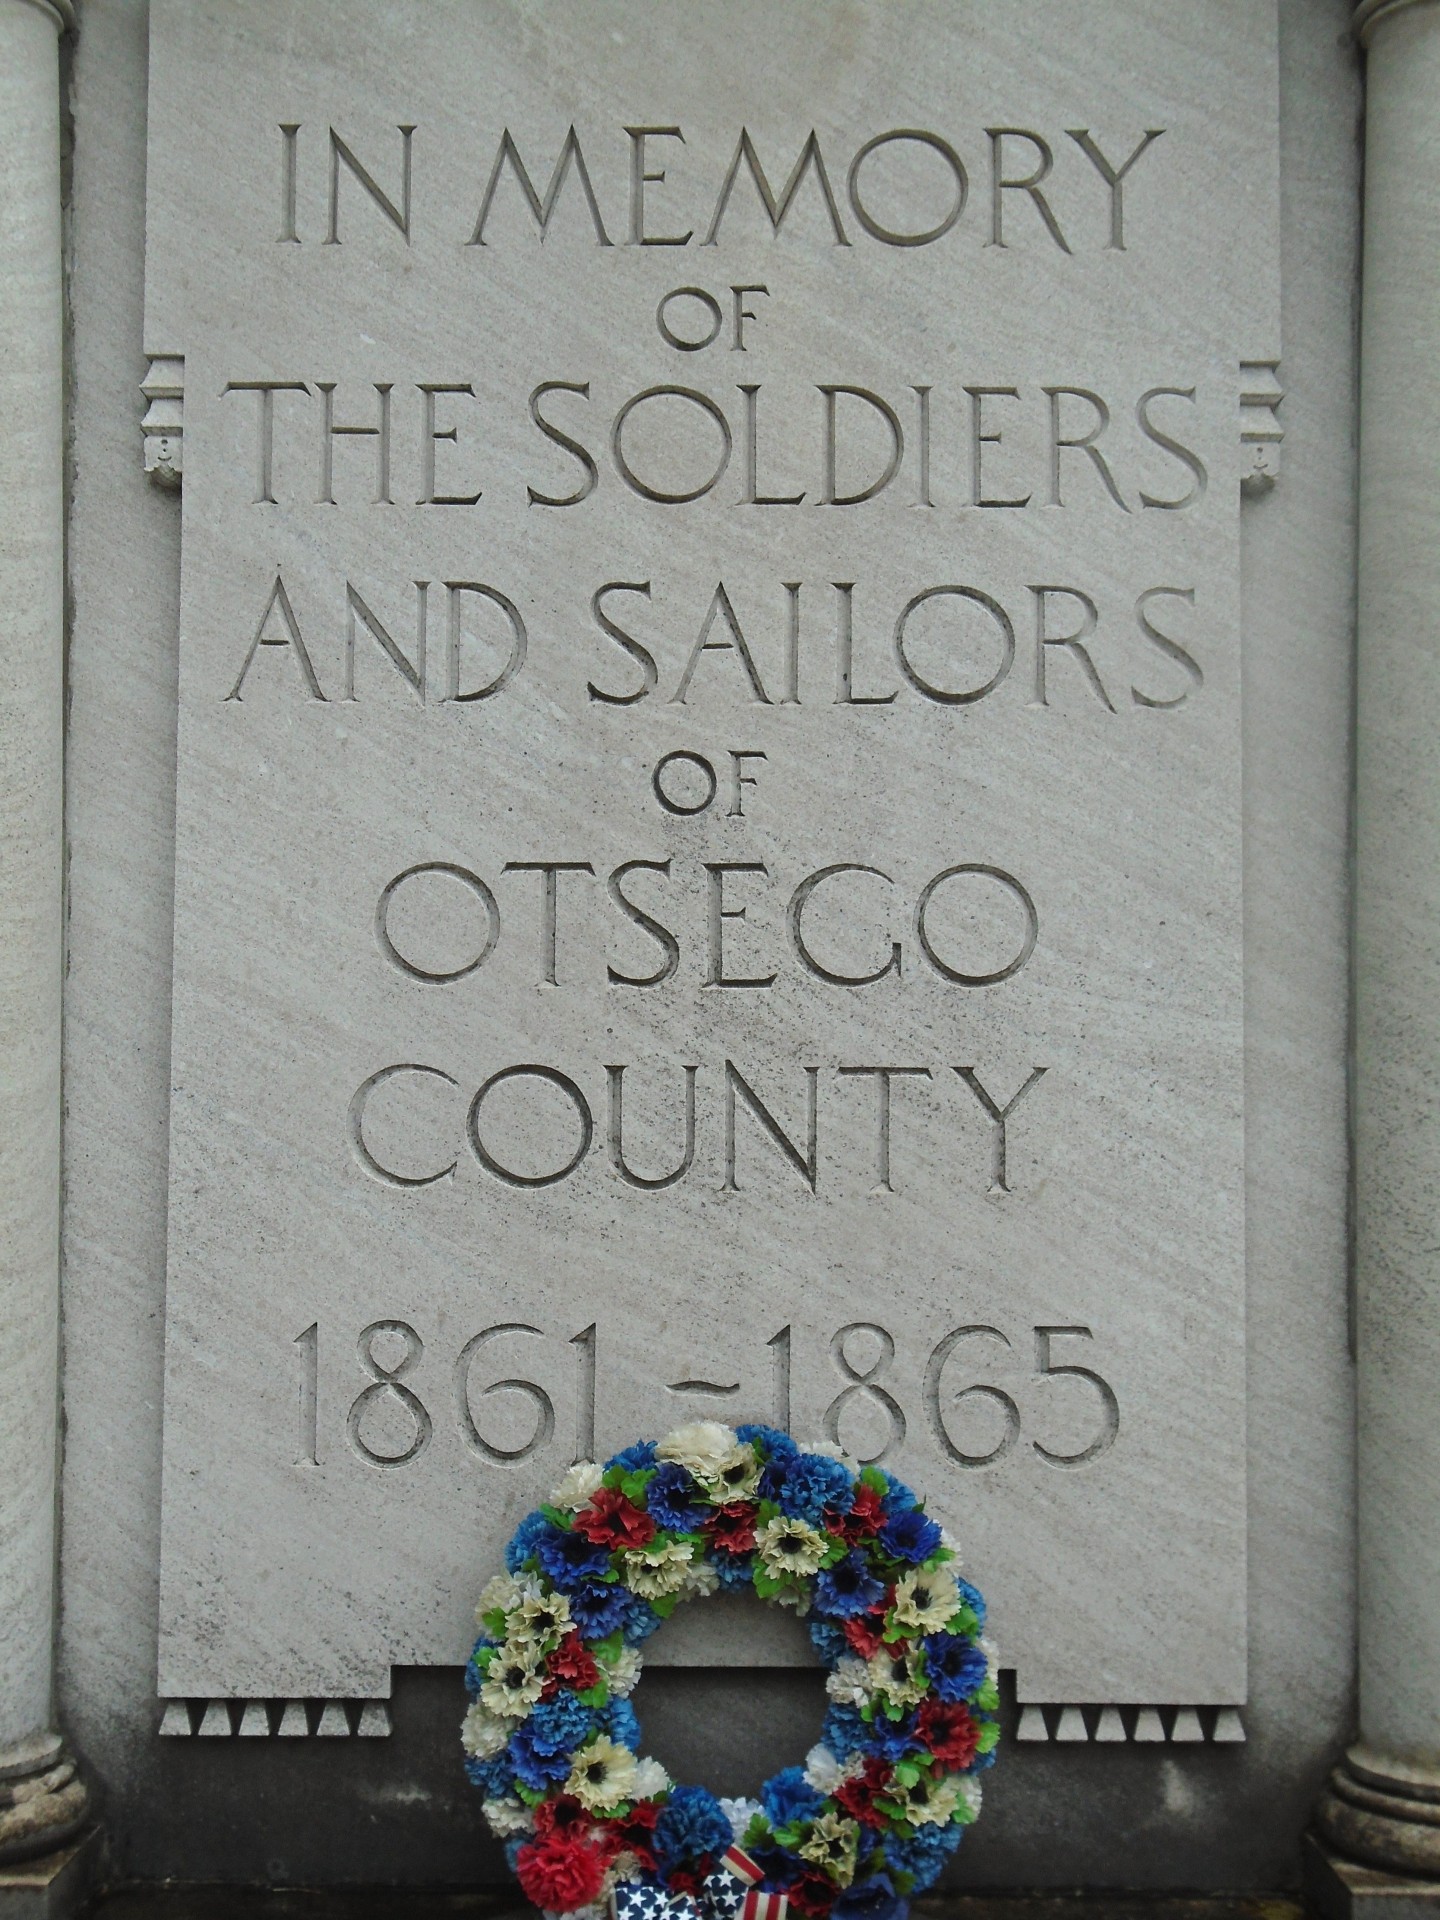 IN MEMORY
OF
THE SOLDIERS
AND SAILORS
OF
OTSEGO
COUNTY
1861 – 1865